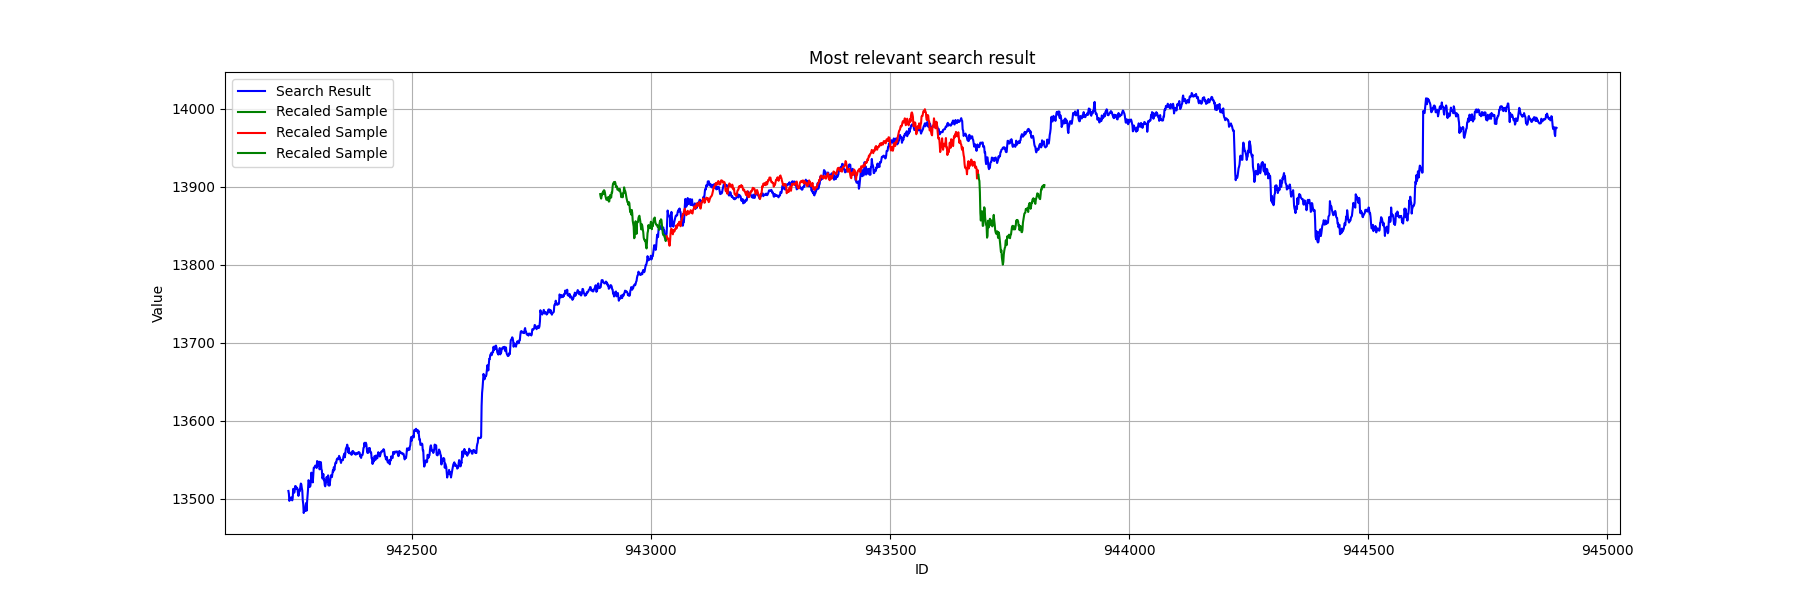 Most relevant search result
Search Result
Recaled Sample
Recaled Sample
Recaled Sample
14000
13900
13800
13700
13600
13500
Value
942500 943000 943500 944000 944500 945000
ID